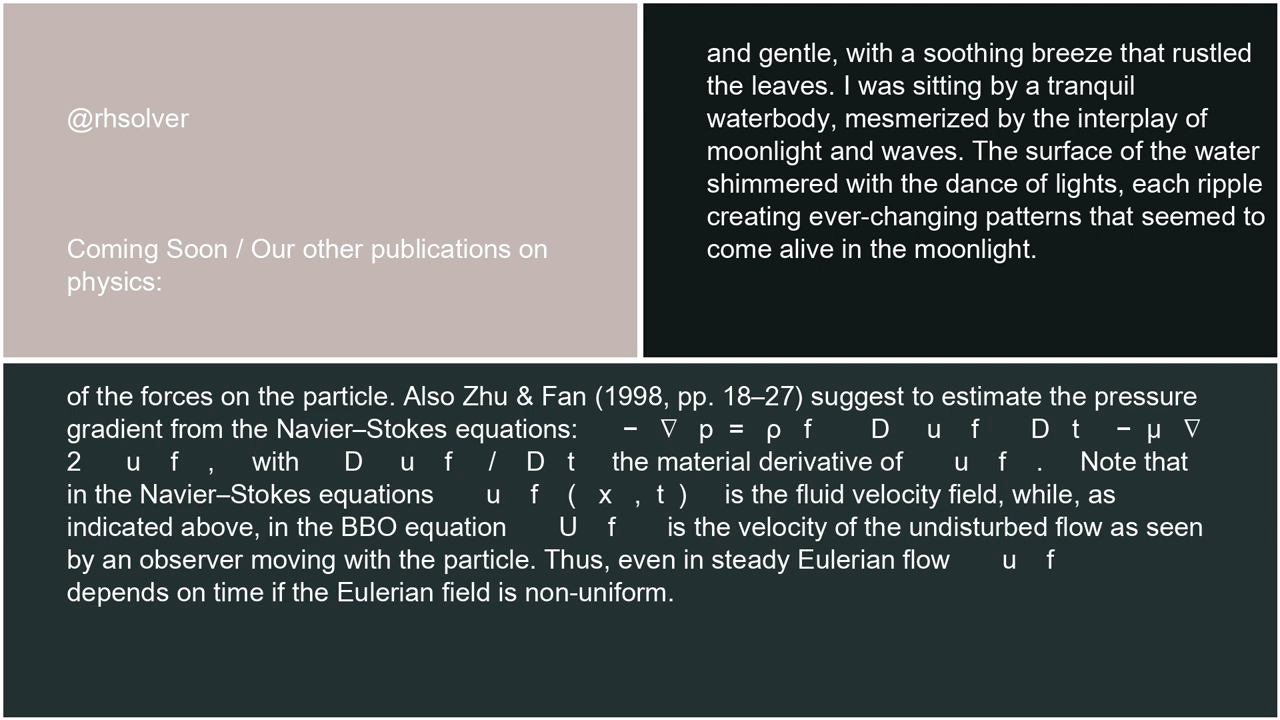 @rhsolver
Coming Soon / Our other publications on
physics:
and gentle, with a soothing breeze that rustled
the leaves. I was sitting by a tranquil
waterbody, mesmerized by the interplay of
moonlight and waves. The surface of the water
shimmered with the dance of lights, each ripple
creating ever-changing patterns that seemed to
come alive in the moonlight.
of the forces on the particle. Also Zhu & Fan (1998, pp. 18–27) suggest to estimate the pressure
gradient from the Navier–Stokes equations: − ∇ p = ρ f D u f D t − μ ∇
2 u f , with D u f / D t the material derivative of u f . Note that
in the Navier–Stokes equations u f ( x , t ) is the fluid velocity field, while, as
indicated above, in the BBO equation U f is the velocity of the undisturbed flow as seen
by an observer moving with the particle. Thus, even in steady Eulerian flow u f
depends on time if the Eulerian field is non-uniform.